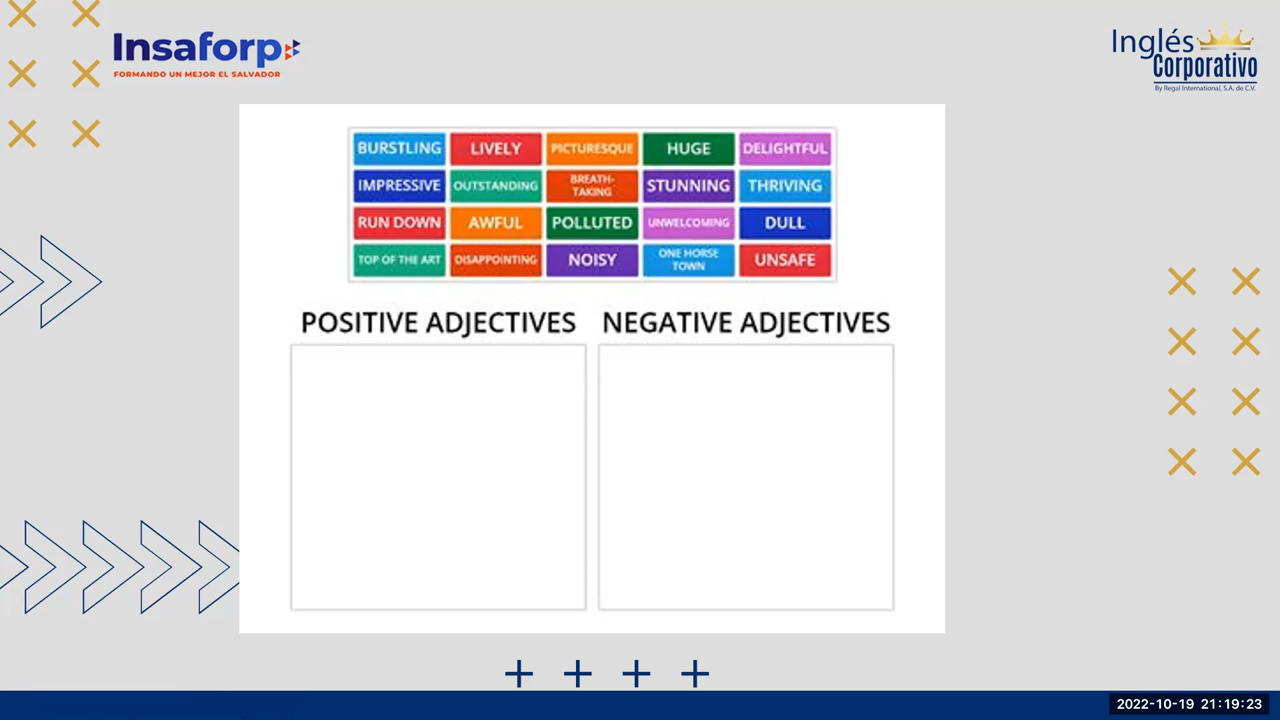 Insaforp
FORMANDO UN MEJOR EL SALVADOR
Inglés
Corporativo
By Regal International, S.A. de C.V.
BURSTLING LIVELY PICTURESQUE HUGE DELIGHTFUL
IMPRESSIVE OUTSTANDING BREATH-
TAKING STUNNING THRIVING
RUN DOWN AWFUL POLLUTED UNWELCOMING DULL
TOP OF THE ART DISAPPOINTING NOISY ONE HORSE
TOWN UNSAFE
POSITIVE ADJECTIVES NEGATIVE ADJECTIVES
2022-10-19 21:19:23